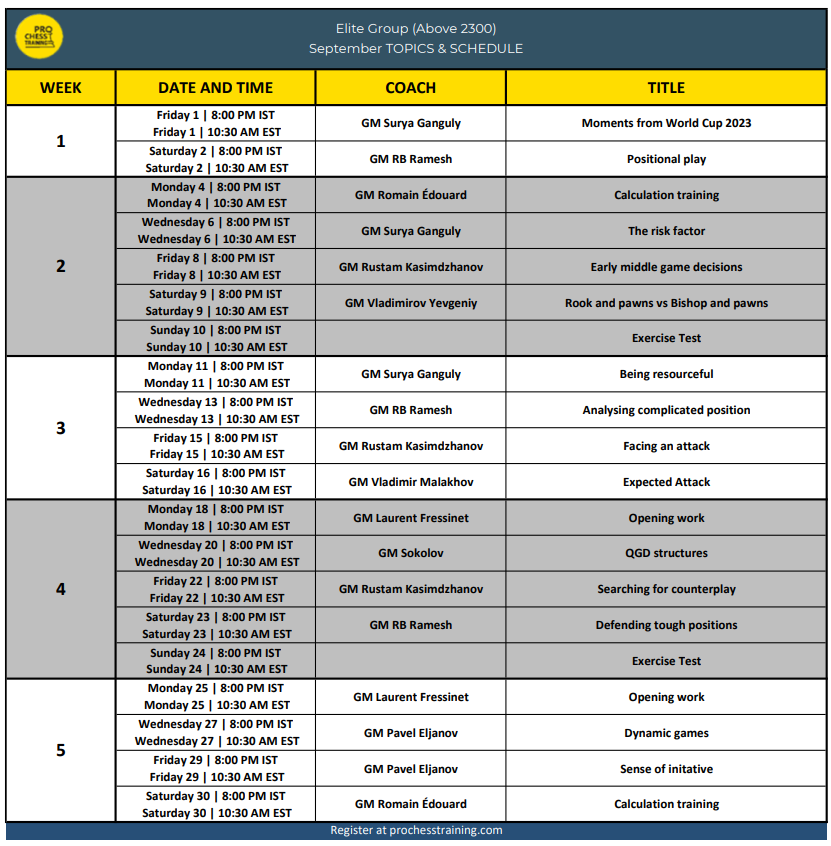 PRO
CHESS
TRAINING
Elite Group (Above 2300)
September TOPICS & SCHEDULE
WEEK DATE AND TIME COACH TITLE
1
Friday 1 | 8:00 PM IST
Friday 1 | 10:30 AM EST
GM Surya Ganguly
Moments from World Cup 2023
Saturday 2 | 8:00 PM IST
Saturday 2 | 10:30 AM EST
GM RB Ramesh
Positional play
2
Monday 4 | 8:00 PM IST
Monday 4 | 10:30 AM EST
GM Romain Édouard
Calculation training
Wednesday 6 | 8:00 PM IST
Wednesday 6 | 10:30 AM EST
GM Surya Ganguly
The risk factor
Friday 8 | 8:00 PM IST
Friday 8 | 10:30 AM EST
GM Rustam Kasimdzhanov
Early middle game decisions
Saturday 9 | 8:00 PM IST
Saturday 9 | 10:30 AM EST
GM Vladimirov Yevgeniy
Rook and pawns vs Bishop and pawns
Sunday 10 | 8:00 PM IST
Sunday 10 | 10:30 AM EST
Exercise Test
3
Monday 11 | 8:00 PM IST
Monday 11 | 10:30 AM EST
GM Surya Ganguly
Being resourceful
Wednesday 13 | 8:00 PM IST
Wednesday 13 | 10:30 AM EST
GM RB Ramesh
Analysing complicated position
Friday 15 | 8:00 PM IST
Friday 15 | 10:30 AM EST
GM Rustam Kasimdzhanov
Facing an attack
Saturday 16 | 8:00 PM IST
Saturday 16 | 10:30 AM EST
GM Vladimir Malakhov
Expected Attack
4
Monday 18 | 8:00 PM IST
Monday 18 | 10:30 AM EST
GM Laurent Fressinet
Opening work
Wednesday 20 | 8:00 PM IST
Wednesday 20 | 10:30 AM EST
GM Sokolov
QGD structures
Friday 22 | 8:00 PM IST
Friday 22 | 10:30 AM EST
GM Rustam Kasimdzhanov
Searching for counterplay
Saturday 23 | 8:00 PM IST
Saturday 23 | 10:30 AM EST
GM RB Ramesh
Defending tough positions
Sunday 24 | 8:00 PM IST
Sunday 24 | 10:30 AM EST
Exercise Test
5
Monday 25 | 8:00 PM IST
Monday 25 | 10:30 AM EST
GM Laurent Fressinet
Opening work
Wednesday 27 | 8:00 PM IST
Wednesday 27 | 10:30 AM EST
GM Pavel Eljanov
Dynamic games
Friday 29 | 8:00 PM IST
Friday 29 | 10:30 AM EST
GM Pavel Eljanov
Sense of initative
Saturday 30 | 8:00 PM IST
Saturday 30 | 10:30 AM EST
GM Romain Édouard
Calculation training
Register at prochesstraining.com